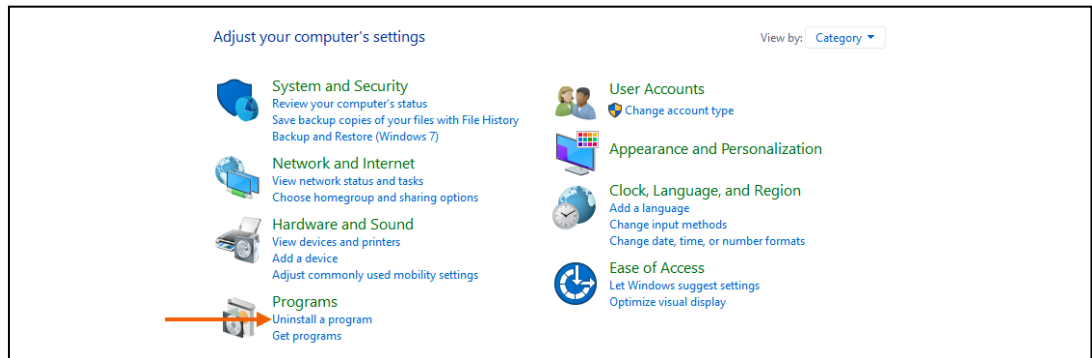 Adjust your computer's settings
View by: Category
System and Security
Review your computer's status
Save backup copies of your files with File History
Backup and Restore (Windows 7)
Network and Internet
View network status and tasks
Choose homegroup and sharing options
Hardware and Sound
View devices and printers
Add a device
Adjust commonly used mobility settings
Programs
Uninstall a program
Get programs
User Accounts
Change account type
Appearance and Personalization
Clock, Language, and Region
Add a language
Change input methods
Change date, time, or number formats
Ease of Access
Let Windows suggest settings
Optimize visual display